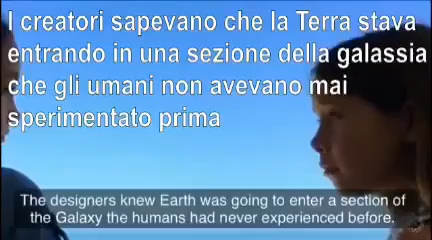 I creatori sapevano che la Terra stava
entrando in una sezione della galassia
che gli umani non avevano mai
sperimentato prima
The designers knew Earth was going to enter a section of
the Galaxy the humans had never experienced before.